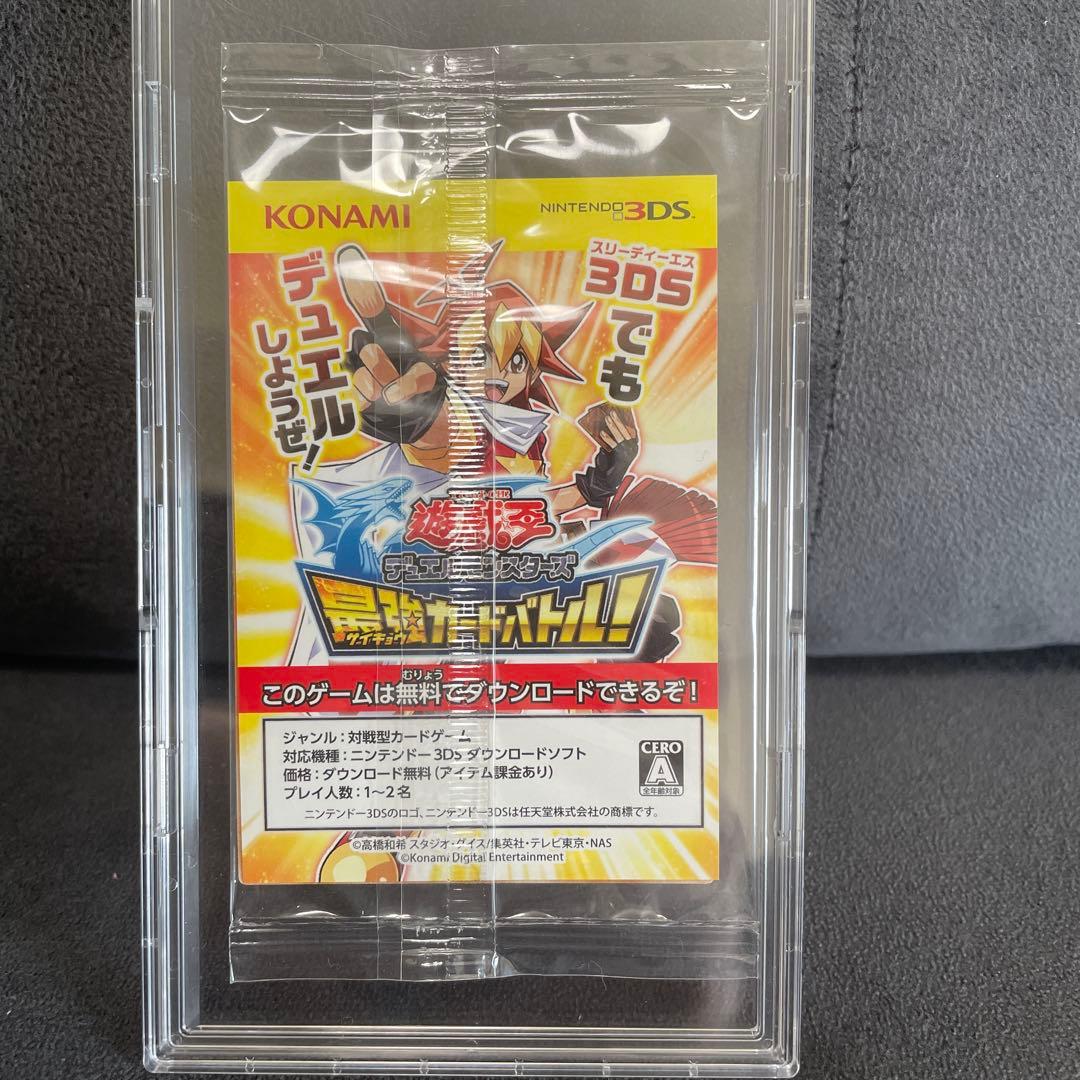 KONAMI
NINTENDO 3DS™
スリーディーエス
3DSでも
デュエル
しようぜ!
遊戯王
デュエルモンスターズ
最強カードバトル!
サイキョウ
むりょう
このゲームは無料でダウンロードできるぞ!
ジャンル:対戦型カードゲーム
対応機種:ニンテンドー3DS ダウンロードソフト
価格:ダウンロード無料(アイテム課金あり)
プレイ人数:1〜2名
CERO
A
全年齢対象
ニンテンドー3DSのロゴ、ニンテンドー3DSは任天堂株式会社の商標です。
©高橋和希 スタジオ・ダイス/集英社・テレビ東京・NAS
©Konami Digital Entertainment